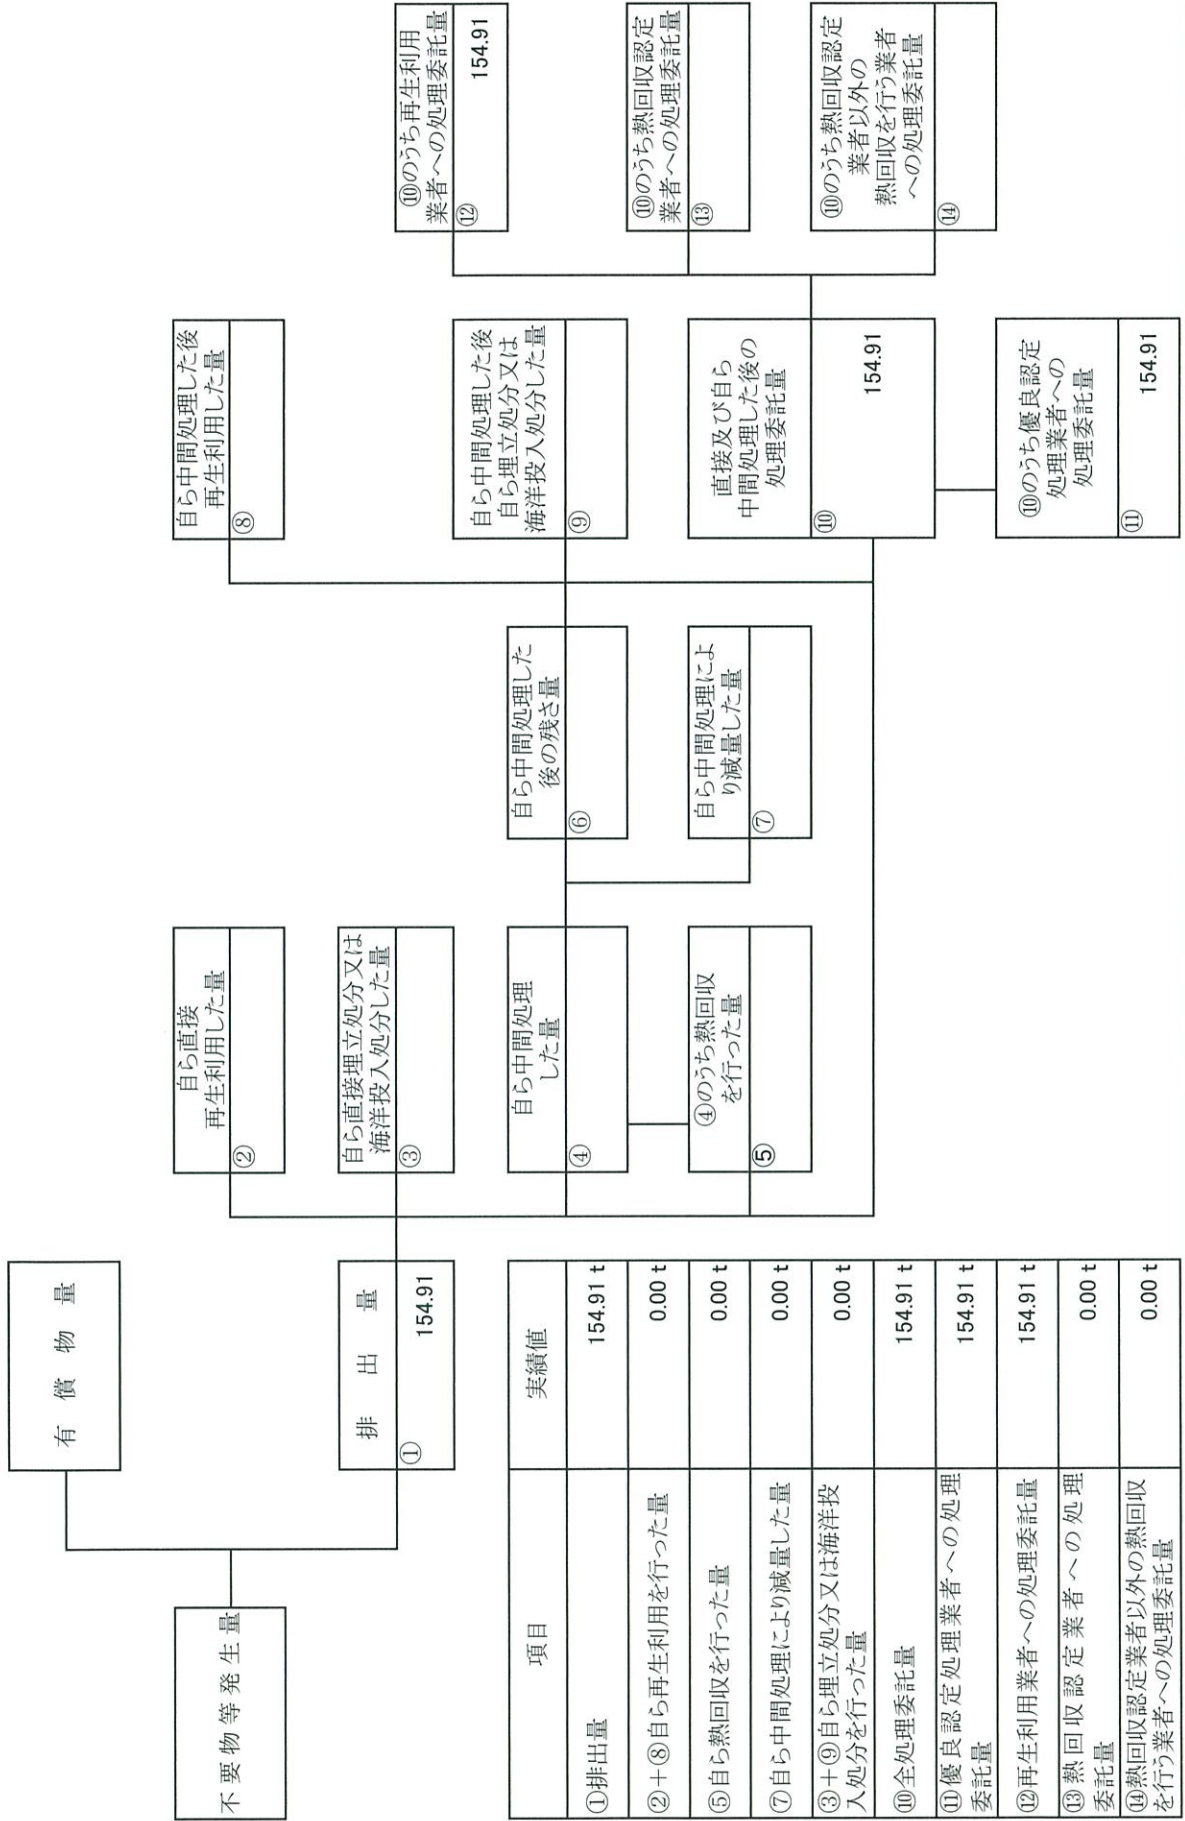 不要物等発生量
有償物量
排出量
①
154.91
自ら直接
再生利用した量
②
自ら直接埋立処分又は
海洋投入処分した量
③
自ら中間処理
した量
④
④のうち熱回収
を行った量
⑤
自ら中間処理した
後の残さ量
⑥
自ら中間処理によ
り減量した量
⑦
自ら中間処理した後
再生利用した量
⑧
自ら中間処理した後
自ら埋立処分又は
海洋投入処分した量
⑨
直接及び自ら
中間処理した後の
処理委託量
⑩
154.91
⑩のうち優良認定
処理業者への
処理委託量
⑪
154.91
⑩のうち再生利用
業者への処理委託量
⑫
154.91
⑩のうち熱回収認定
業者への処理委託量
⑬
⑩のうち熱回収認定
業者以外の
熱回収を行う業者
への処理委託量
⑭
項目 実績値
①排出量 154.91 t
②+⑧自ら再生利用を行った量 0.00 t
⑤自ら熱回収を行った量 0.00 t
⑦自ら中間処理により減量した量 0.00 t
③+⑨自ら埋立処分又は海洋投
入処分を行った量 0.00 t
⑩全処理委託量 154.91 t
⑪優良認定処理業者への処理
委託量 154.91 t
⑫再生利用業者への処理委託量 154.91 t
⑬熱回収認定業者への処理
委託量 0.00 t
⑭熱回収認定業者以外の熱回収
を行う業者への処理委託量 0.00 t